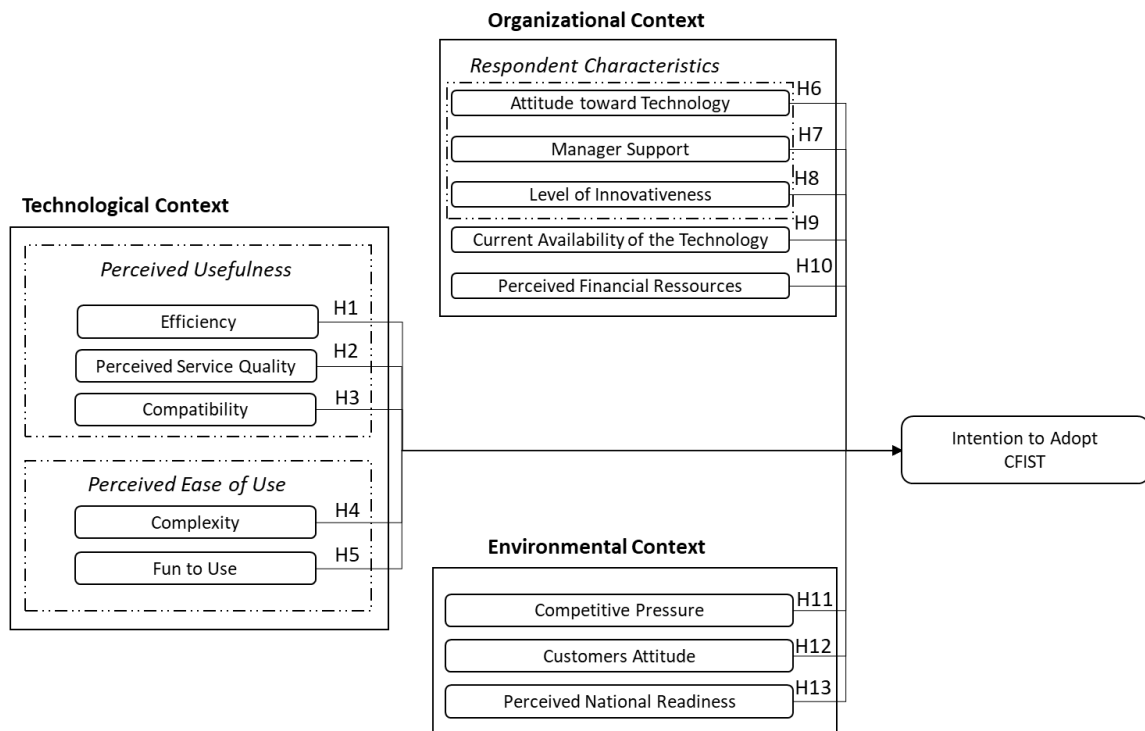 Organizational Context
Respondent Characteristics
Attitude toward Technology
H6
Manager Support
H7
Level of Innovativeness
H8
Current Availability of the Technology
H9
Perceived Financial Ressources
H10
Technological Context
Perceived Usefulness
Efficiency
H1
Perceived Service Quality
H2
Compatibility
H3
Perceived Ease of Use
Complexity
H4
Fun to Use
H5
Environmental Context
Competitive Pressure
H11
Customers Attitude
H12
Perceived National Readiness
H13
Intention to Adopt
CFIST